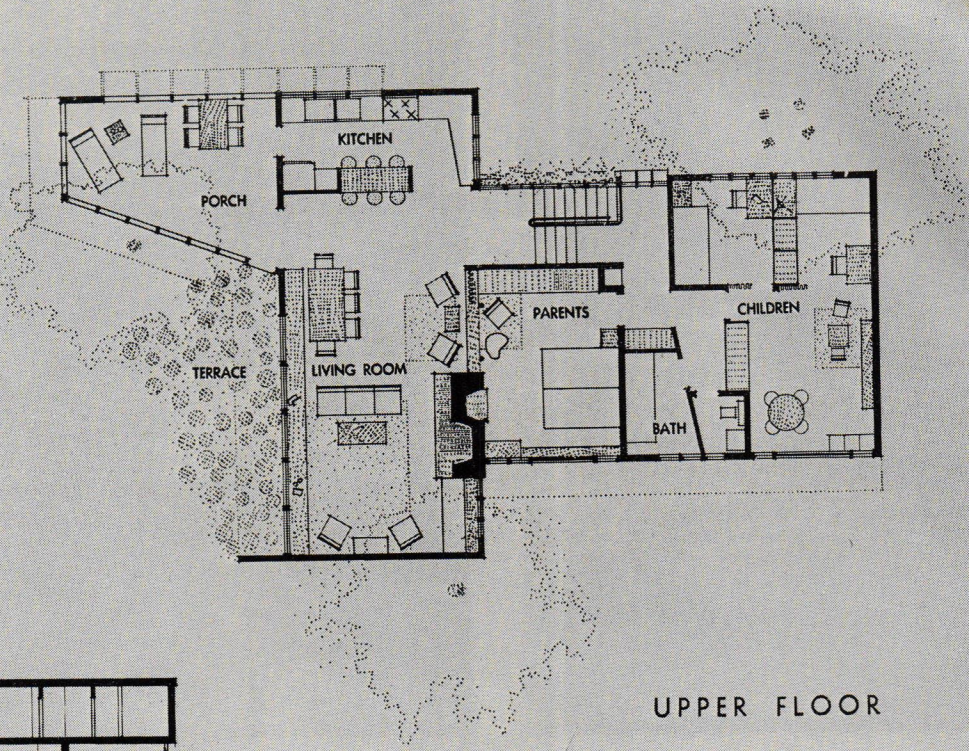 KITCHEN
PORCH
PARENTS
CHILDREN
TERRACE
LIVING ROOM
BATH
UPPER FLOOR